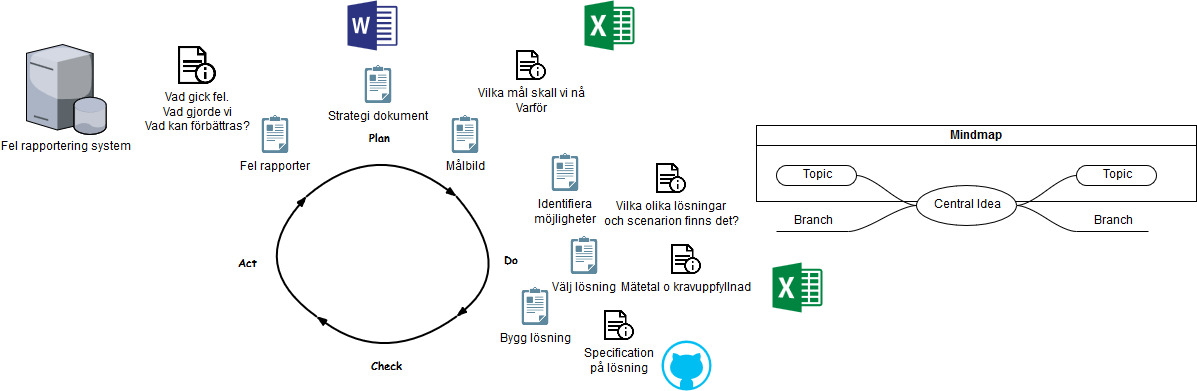 W
X
Vad gick fel.
Vad gjorde vi
Vad kan förbättras?
Vilka mål skall vi nå
Varför
Strategi dokument
Fel rapportering system
Plan
Mindmap
Fel rapporter
Målbild
Topic
Topic
Identifiera
möjligheter
Vilka olika lösningar
och scenarion finns det?
Central Idea
Branch
Branch
Act
Do
Välj lösning
Mätetal o kravuppfyllnad
X
Bygg lösning
Specification
på lösning
Check